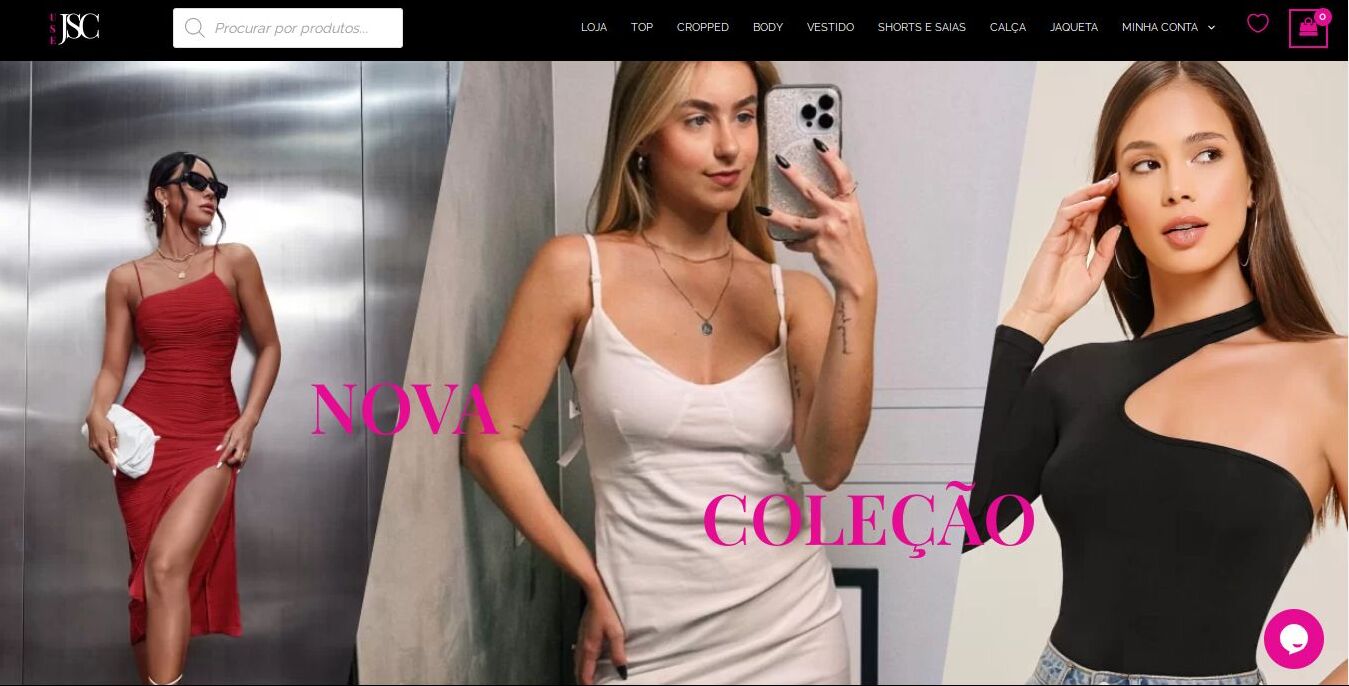 USE JSC
Procurar por produtos...
LOJA TOP CROPPED BODY VESTIDO SHORTS E SAIAS CALÇA JAQUETA MINHA CONTA
0
NOVA
COLEÇÃO